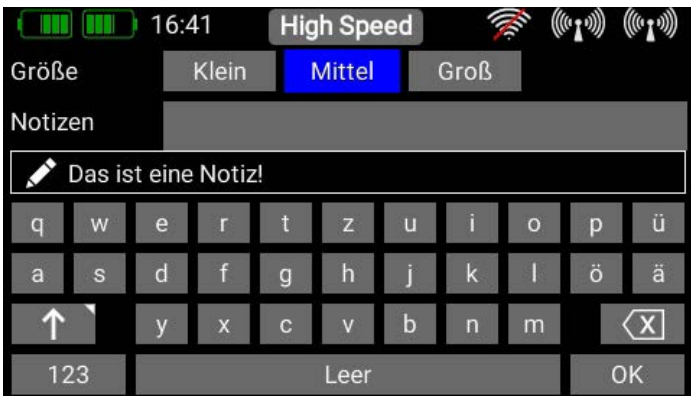 16:41 High Speed
Größe Klein Mittel Groß
Notizen
Das ist eine Notiz!
q w e r t z u i o p ü
a s d f g h j k l ö ä
y x c v b n m X
123 Leer OK